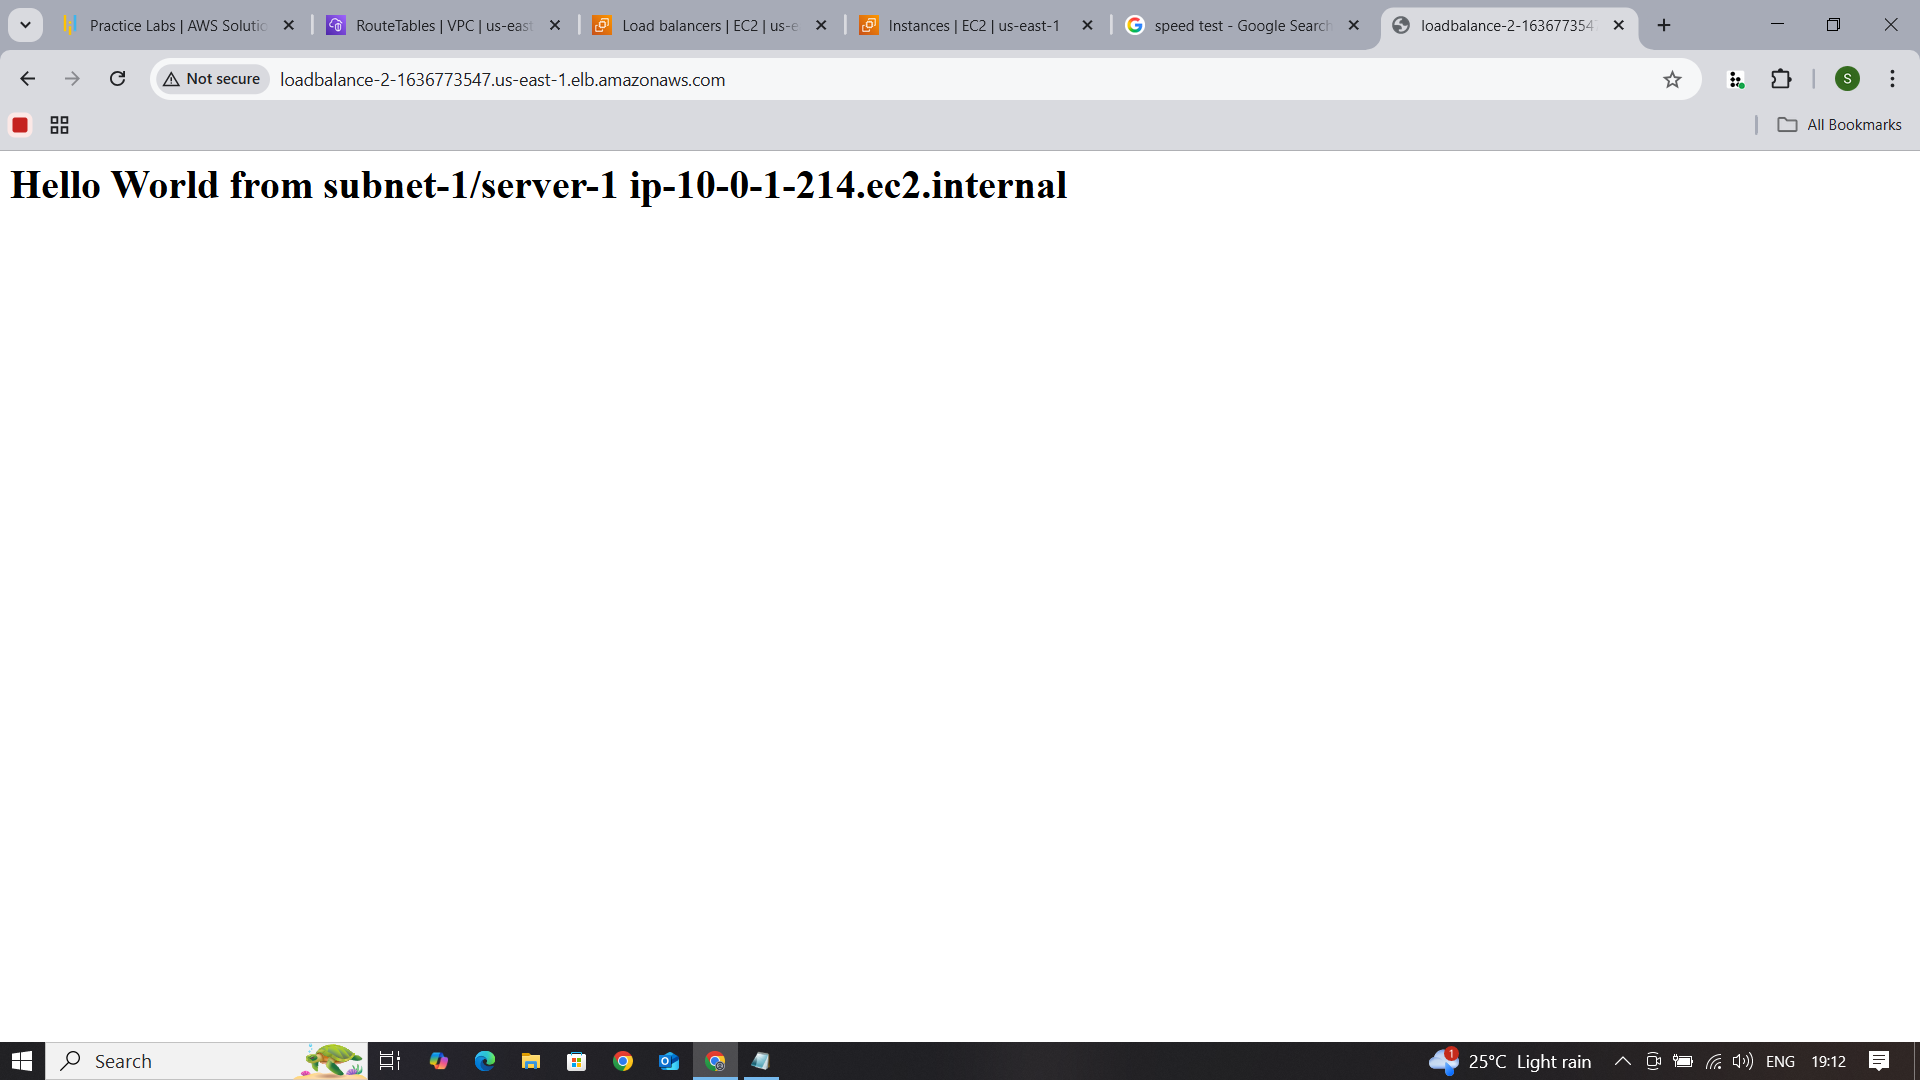 Practice Labs | AWS Solutio
RouteTables | VPC | us-east
Load balancers | EC2 | us-e
Instances | EC2 | us-east-1
speed test - Google Search
loadbalance-2-1636773547
Not secure
loadbalance-2-1636773547.us-east-1.elb.amazonaws.com
S
All Bookmarks
Hello World from subnet-1/server-1 ip-10-0-1-214.ec2.internal
Search
1
25°C Light rain
ENG
19:12